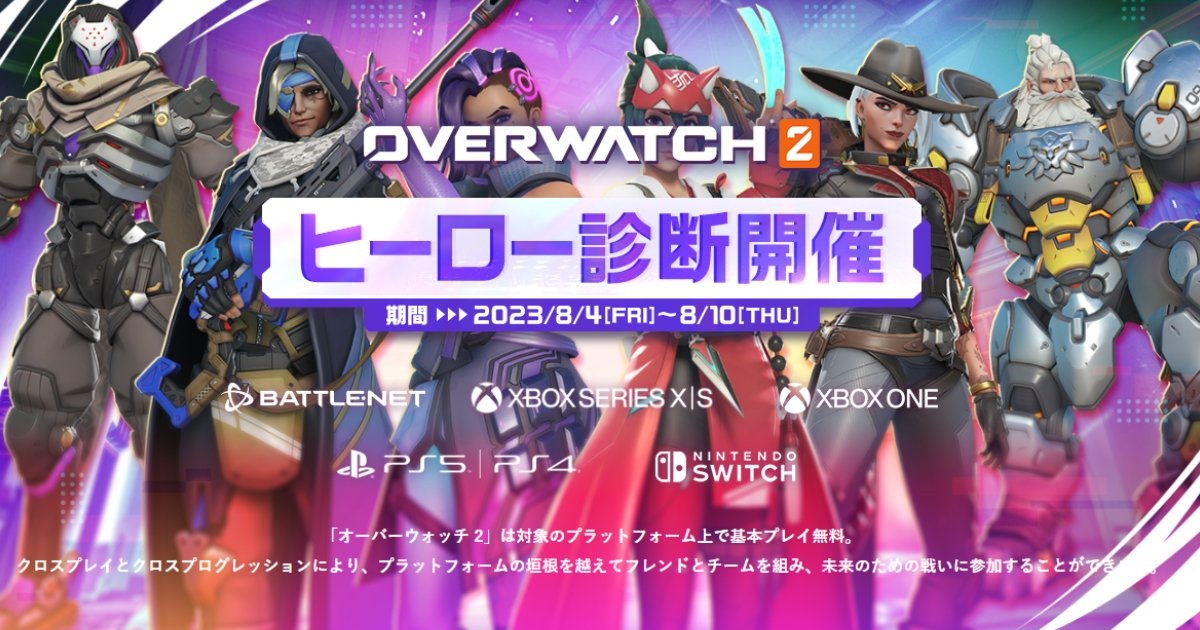 OVERWATCH 2
ヒーロー診断開催
期間 2023/8/4[FRI]～8/10[THU]
BATTLE.NET XBOX SERIES X|S XBOX ONE
PS5 | PS4 NINTENDO SWITCH
「オーバーウォッチ 2」は対象のプラットフォーム上で基本プレイ無料。
クロスプレイとクロスプログレッションにより、プラットフォームの垣根を越えてフレンドとチームを組み、未来のための戦いに参加することができ